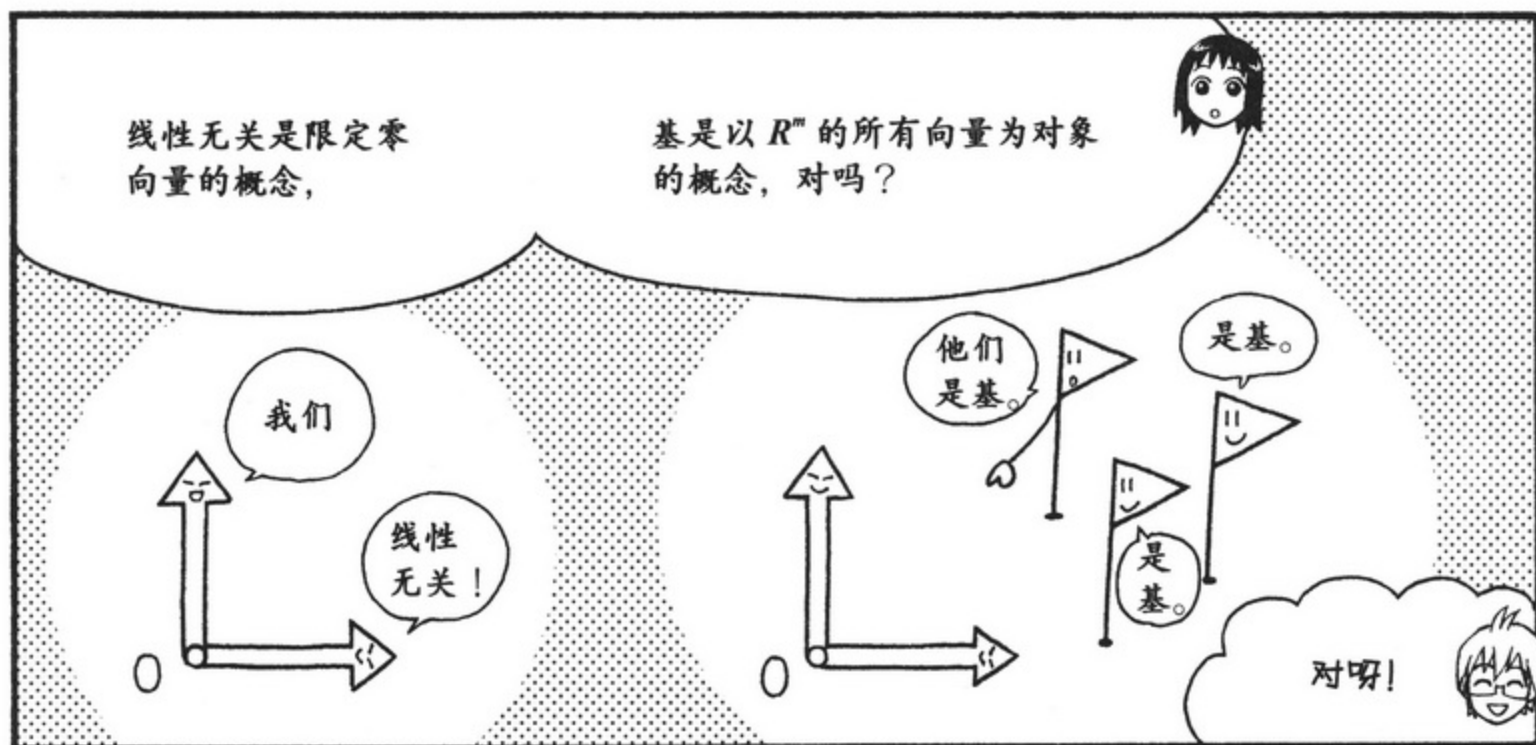 线性无关是限定零
向量的概念，
基是以 Rᵐ 的所有向量为对象
的概念，对吗？
我们
线性
无关！
他们
是基。
是基。
是
基。
O
O
对呀！